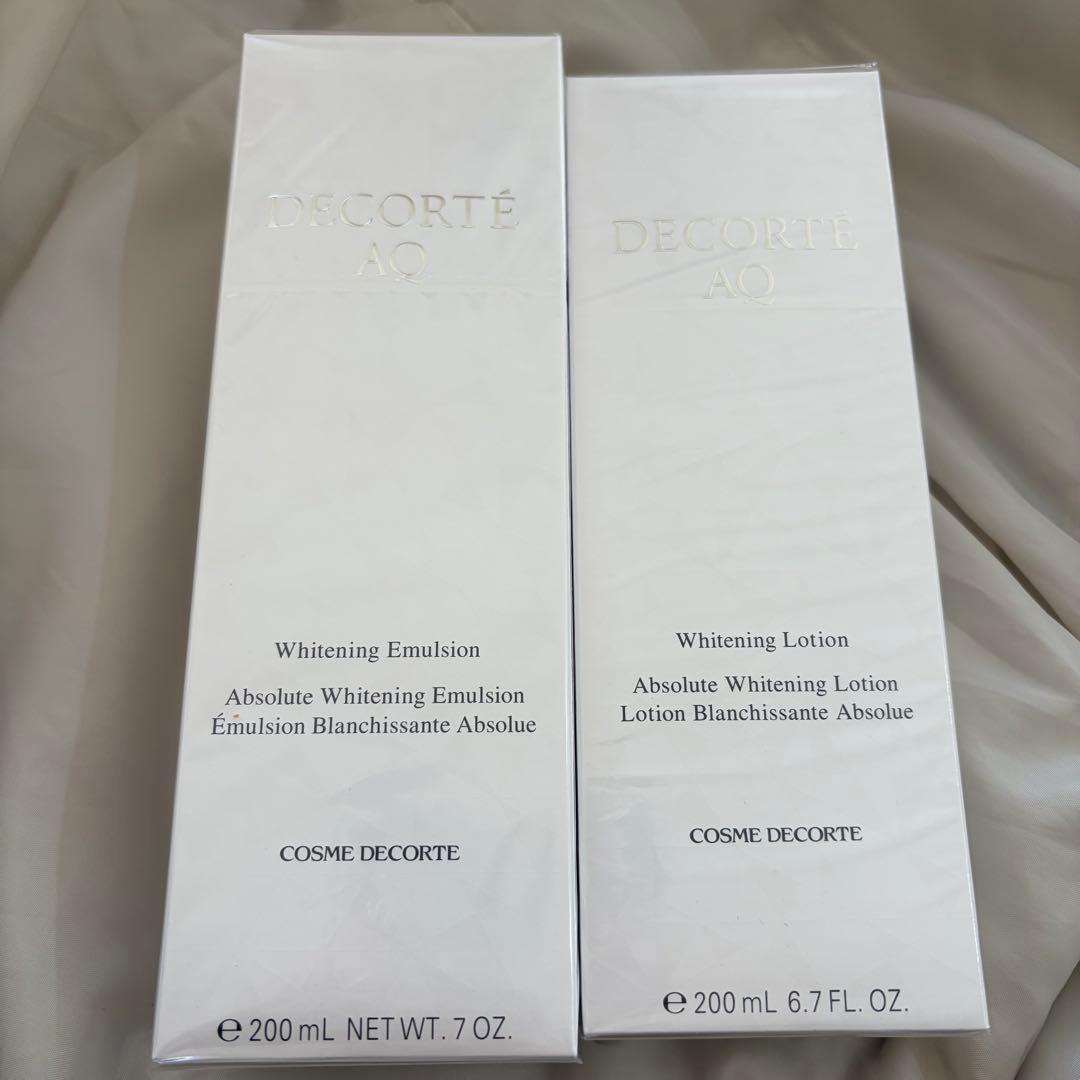 DECORTÉ
AQ
Whitening Emulsion
Absolute Whitening Emulsion
Émulsion Blanchissante Absolue
COSME DECORTE
℮ 200 mL NET WT. 7 OZ.
DECORTÉ
AQ
Whitening Lotion
Absolute Whitening Lotion
Lotion Blanchissante Absolue
COSME DECORTE
℮ 200 mL 6.7 FL. OZ.